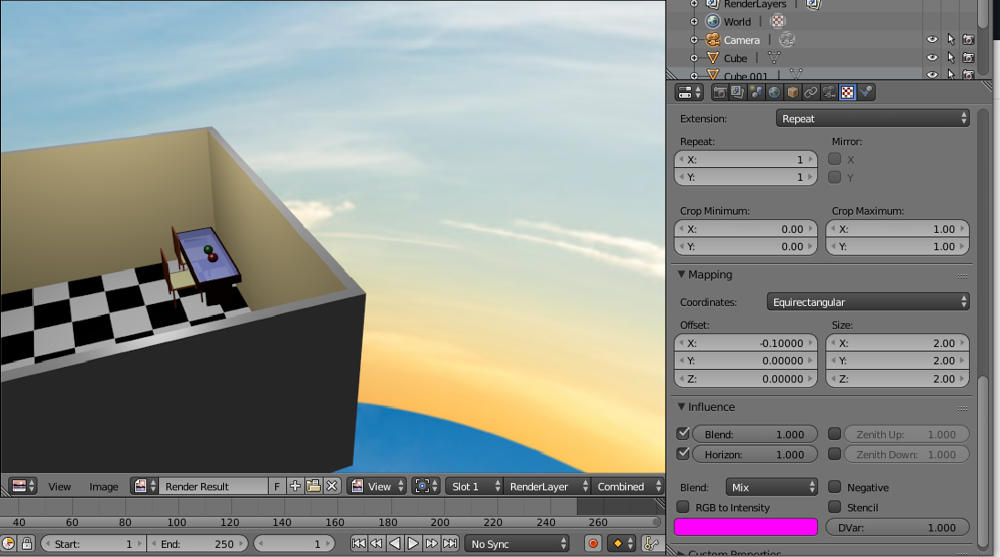 RenderLayers |
World |
Camera |
Cube |
Cube.001
Extension: Repeat
Repeat: Mirror:
X: 1 X
Y: 1 Y
Crop Minimum: Crop Maximum:
X: 0.00 X: 1.00
Y: 0.00 Y: 1.00
Mapping
Coordinates: Equirectangular
Offset: Size:
X: -0.10000 X: 2.00
Y: 0.00000 Y: 2.00
Z: 0.00000 Z: 2.00
Influence
Blend: 1.000 Zenith Up: 1.000
Horizon: 1.000 Zenith Down: 1.000
Blend: Mix Negative
RGB to Intensity Stencil
DVar: 1.000
Custom Properties
View Image Render Result F View Slot 1 RenderLayer Combined
40 60 80 100 120 140 160 180 200 220 240 260
Start: 1 End: 250 1 No Sync